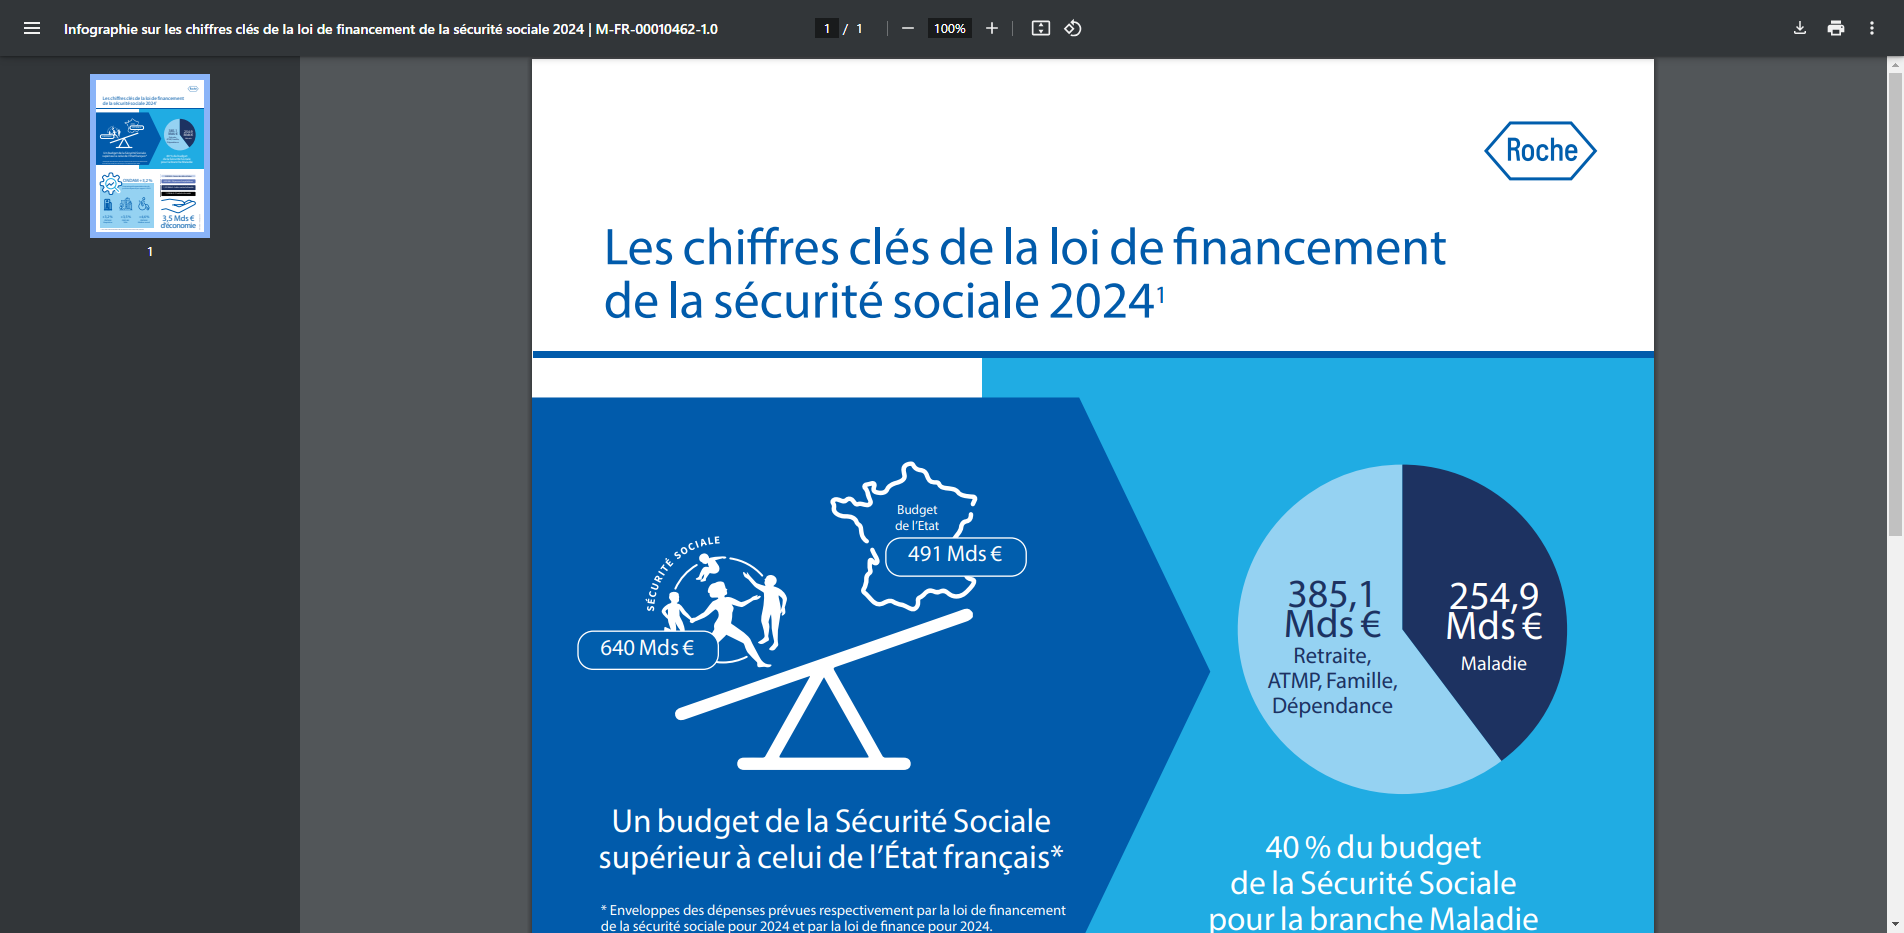 Infographie sur les chiffres clés de la loi de financement de la sécurité sociale 2024 | M-FR-00010462-1.0
1 / 1
100%
1
Roche
Les chiffres clés de la loi de financement
de la sécurité sociale 2024¹
Budget
de l’Etat
491 Mds €
SÉCURITÉ SOCIALE
640 Mds €
385,1
Mds €
Retraite,
ATMP, Famille,
Dépendance
254,9
Mds €
Maladie
Un budget de la Sécurité Sociale
supérieur à celui de l’État français*
* Enveloppes des dépenses prévues respectivement par la loi de financement
de la sécurité sociale pour 2024 et par la loi de finance pour 2024.
40 % du budget
de la Sécurité Sociale
pour la branche Maladie